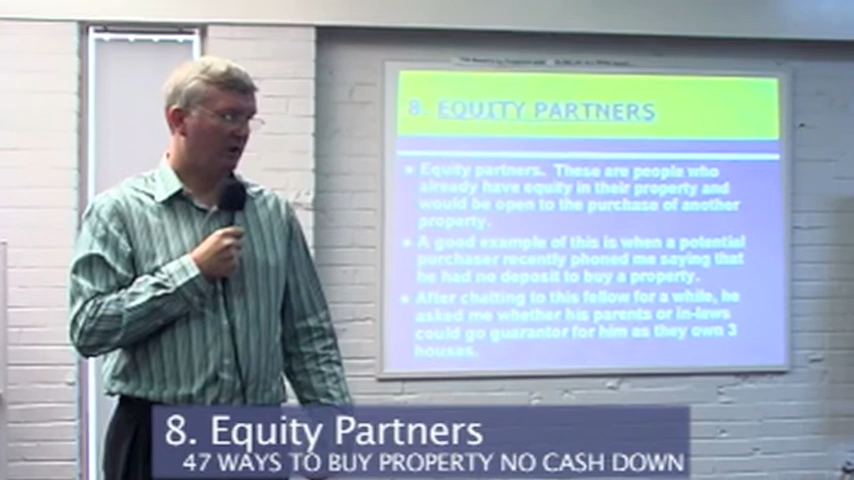 8. EQUITY PARTNERS
Equity partners. These are people who
already have equity in their property and
would be open to the purchase of another
property.
A good example of this is when a potential
purchaser recently phoned me saying that
he had no deposit to buy a property.
After chatting to this fellow for a while, he
asked me whether his parents or in-laws
could go guarantor for him as they own 3
houses.
8. Equity Partners
47 WAYS TO BUY PROPERTY NO CASH DOWN